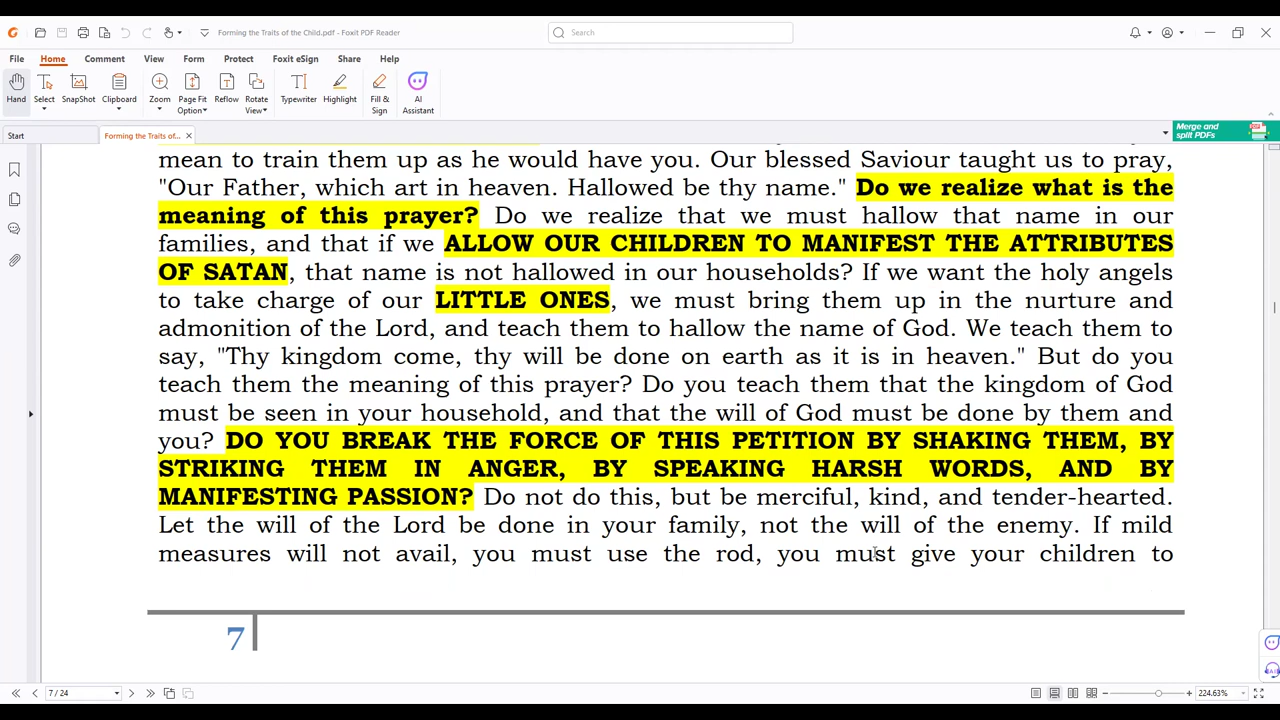 Forming the Traits of the Child.pdf - Foxit PDF Reader
Search
File
Home
Comment
View
Form
Protect
Foxit eSign
Share
Help
Hand
Select
SnapShot
Clipboard
Zoom
Page Fit
Option
Reflow
Rotate
View
Typewriter
Highlight
Fill &
Sign
AI
Assistant
Start
Forming the Traits of...
Merge and
split PDFs
mean to train them up as he would have you. Our blessed Saviour taught us to pray,
"Our Father, which art in heaven. Hallowed be thy name." Do we realize what is the
meaning of this prayer? Do we realize that we must hallow that name in our
families, and that if we ALLOW OUR CHILDREN TO MANIFEST THE ATTRIBUTES
OF SATAN, that name is not hallowed in our households? If we want the holy angels
to take charge of our LITTLE ONES, we must bring them up in the nurture and
admonition of the Lord, and teach them to hallow the name of God. We teach them to
say, "Thy kingdom come, thy will be done on earth as it is in heaven." But do you
teach them the meaning of this prayer? Do you teach them that the kingdom of God
must be seen in your household, and that the will of God must be done by them and
you? DO YOU BREAK THE FORCE OF THIS PETITION BY SHAKING THEM, BY
STRIKING THEM IN ANGER, BY SPEAKING HARSH WORDS, AND BY
MANIFESTING PASSION? Do not do this, but be merciful, kind, and tender-hearted.
Let the will of the Lord be done in your family, not the will of the enemy. If mild
measures will not avail, you must use the rod, you must give your children to
7
7 / 24
224.63%